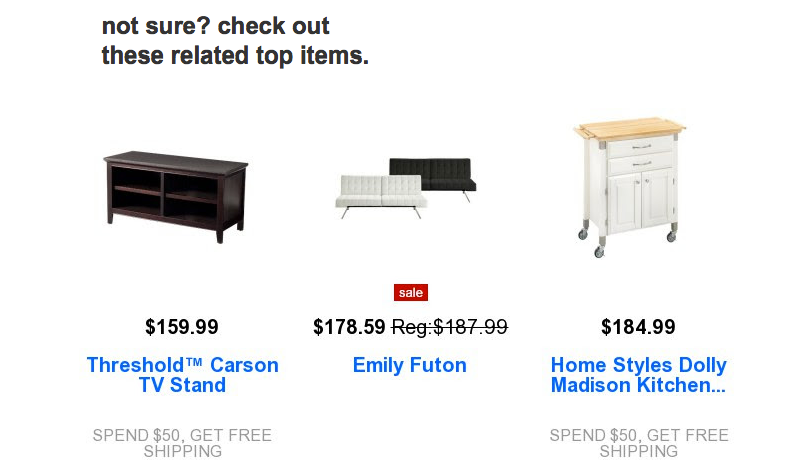 not sure? check out
these related top items.
sale
$159.99
$178.59 Reg:$187.99
$184.99
Threshold™ Carson
TV Stand
Emily Futon
Home Styles Dolly
Madison Kitchen...
SPEND $50, GET FREE
SHIPPING
SPEND $50, GET FREE
SHIPPING